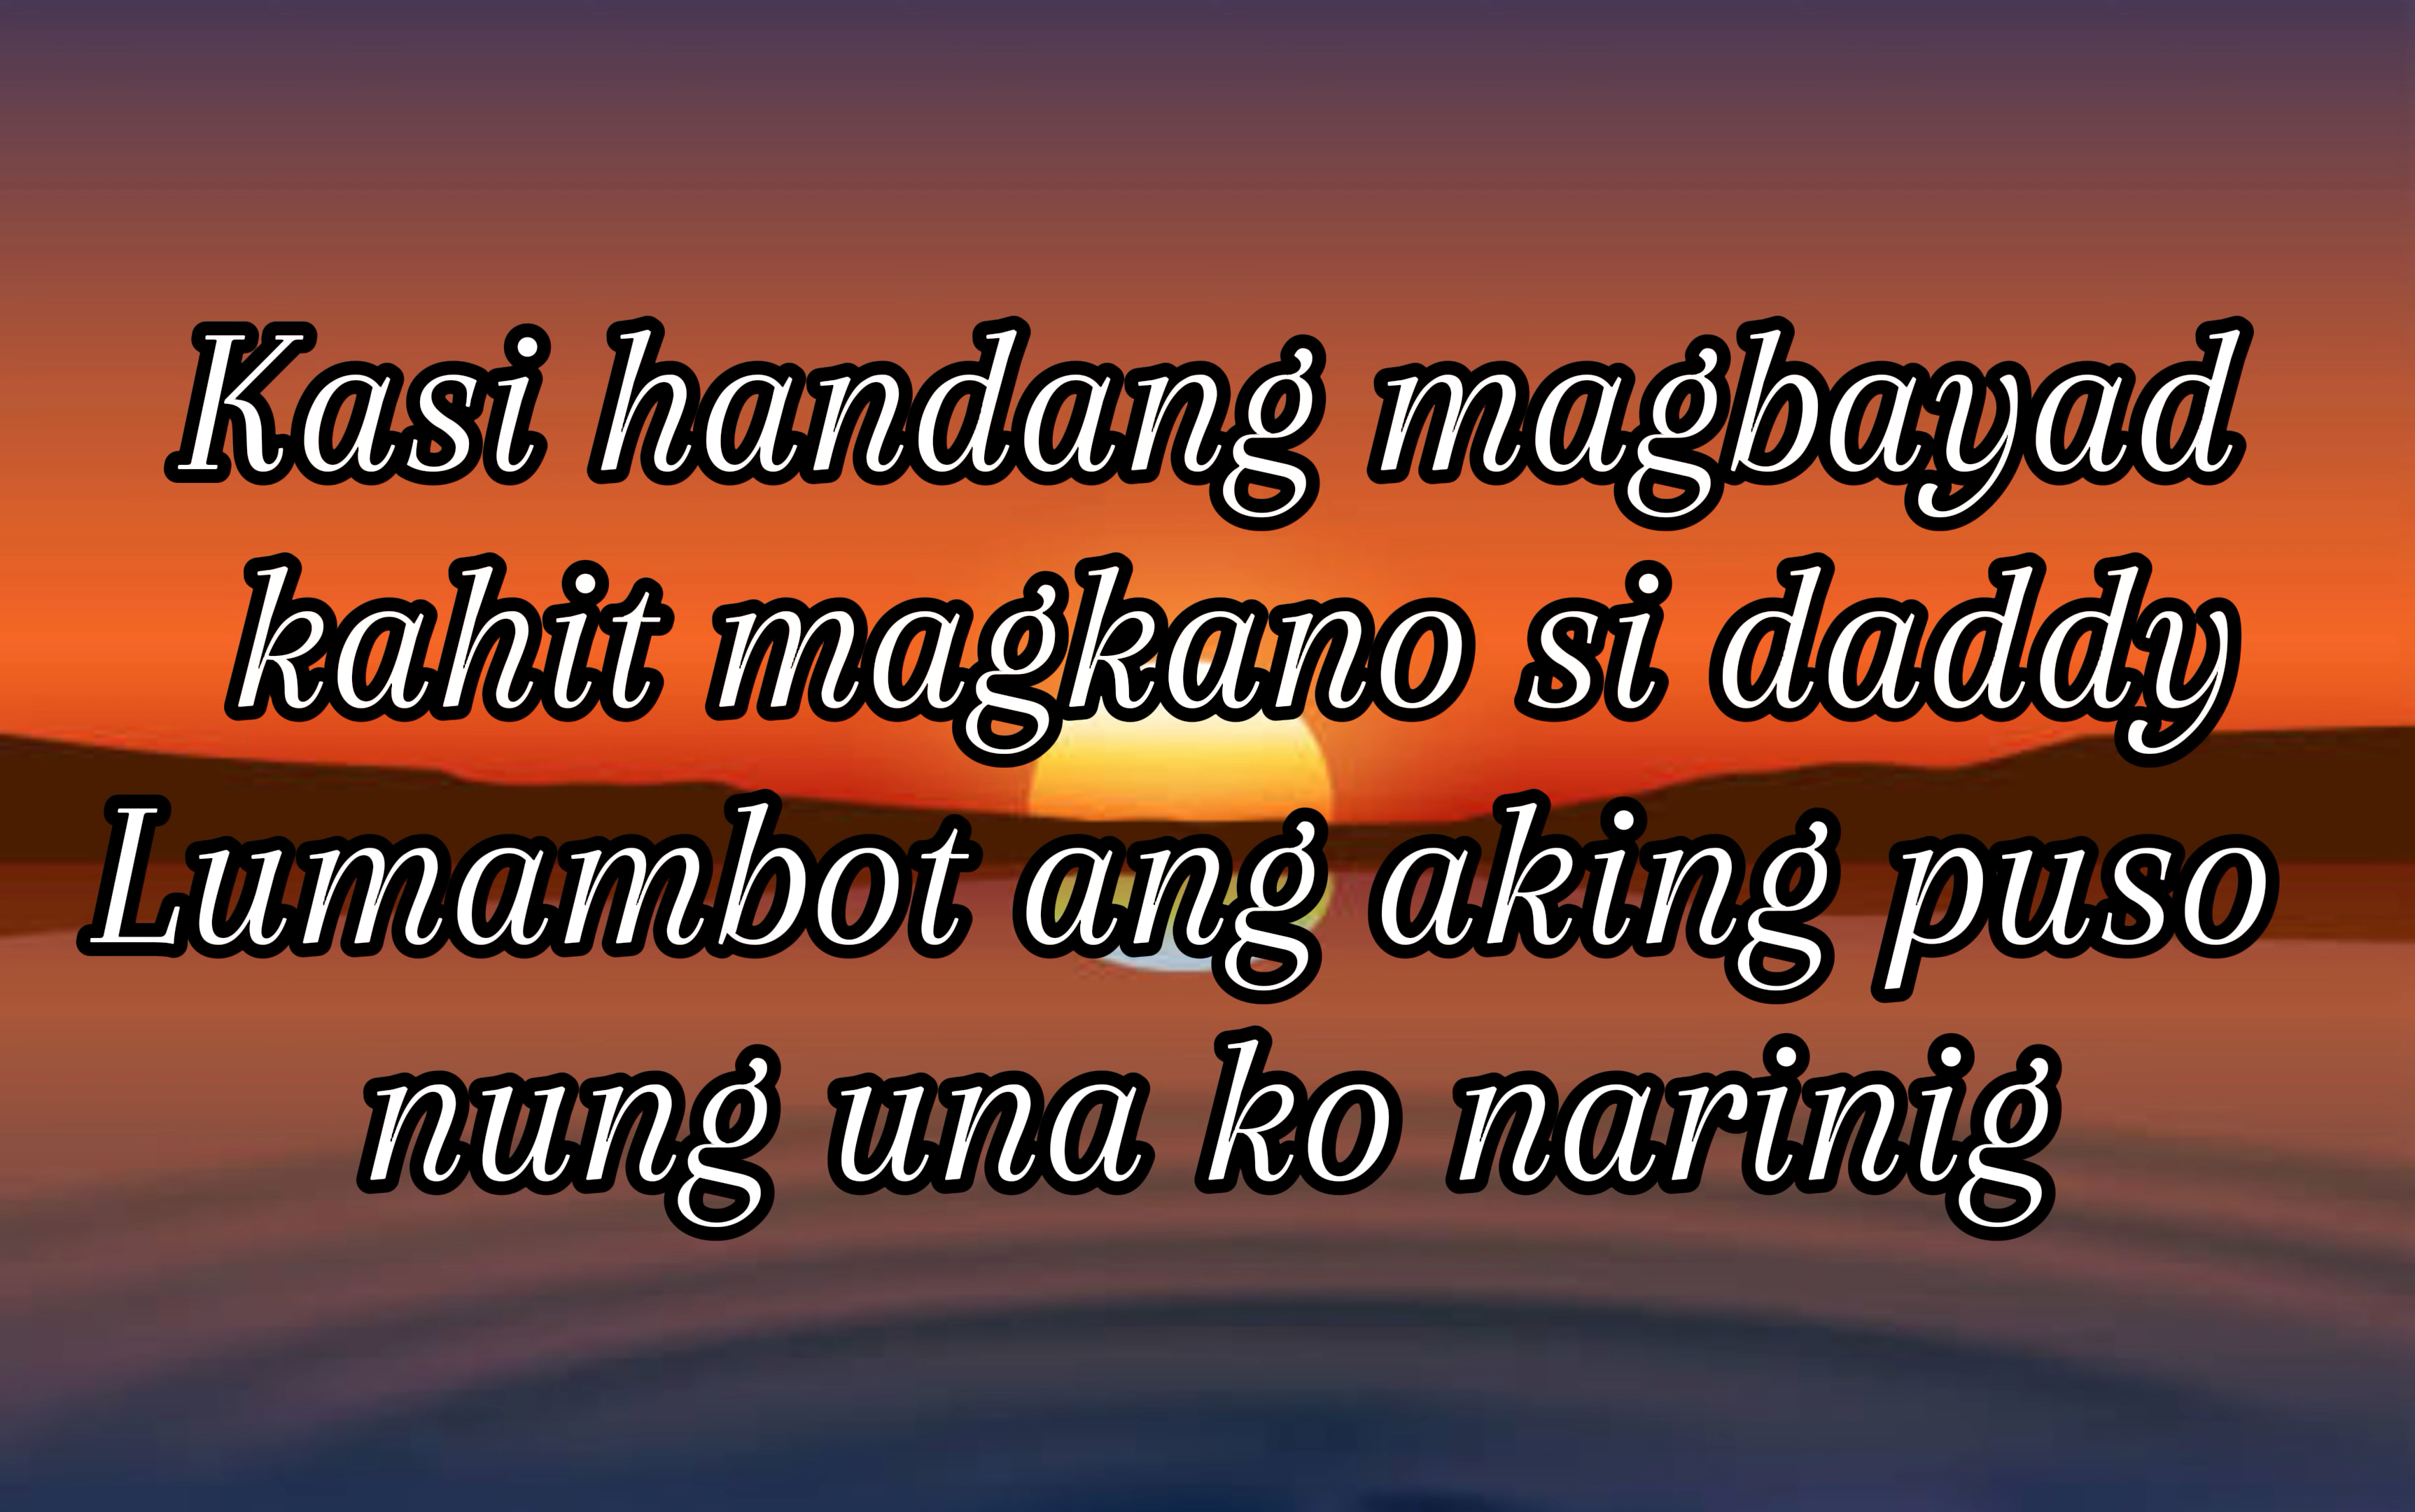 Kasi handang magbayad
kahit magkano si daddy
Lumambot ang aking puso
nung una ko narinig